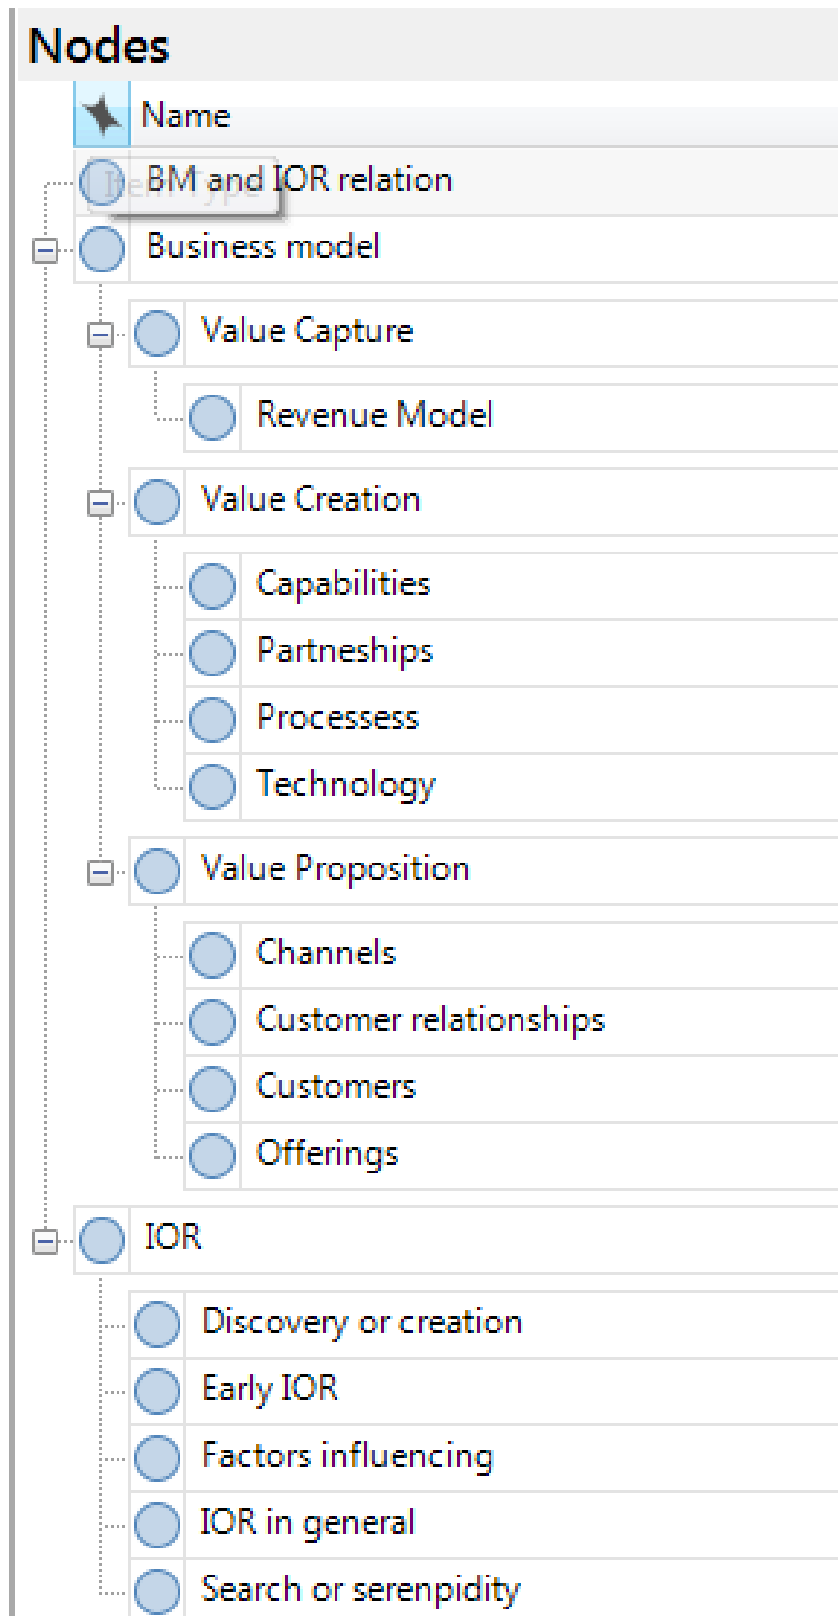 Nodes
Name
BM and IOR relation
Item Type
Business model
Value Capture
Revenue Model
Value Creation
Capabilities
Partneships
Processess
Technology
Value Proposition
Channels
Customer relationships
Customers
Offerings
IOR
Discovery or creation
Early IOR
Factors influencing
IOR in general
Search or serenpidity